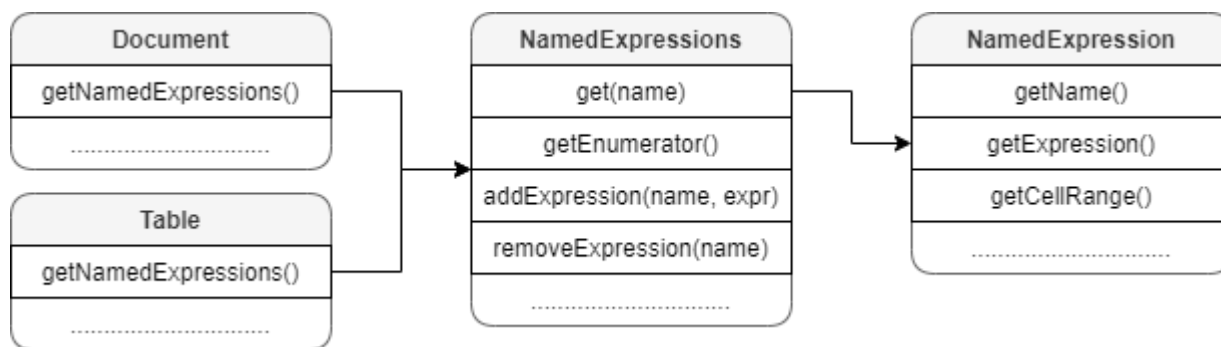 Document
getNamedExpressions()
................................
Table
getNamedExpressions()
................................
NamedExpressions
get(name)
getEnumerator()
addExpression(name, expr)
removeExpression(name)
................................
NamedExpression
getName()
getExpression()
getCellRange()
................................